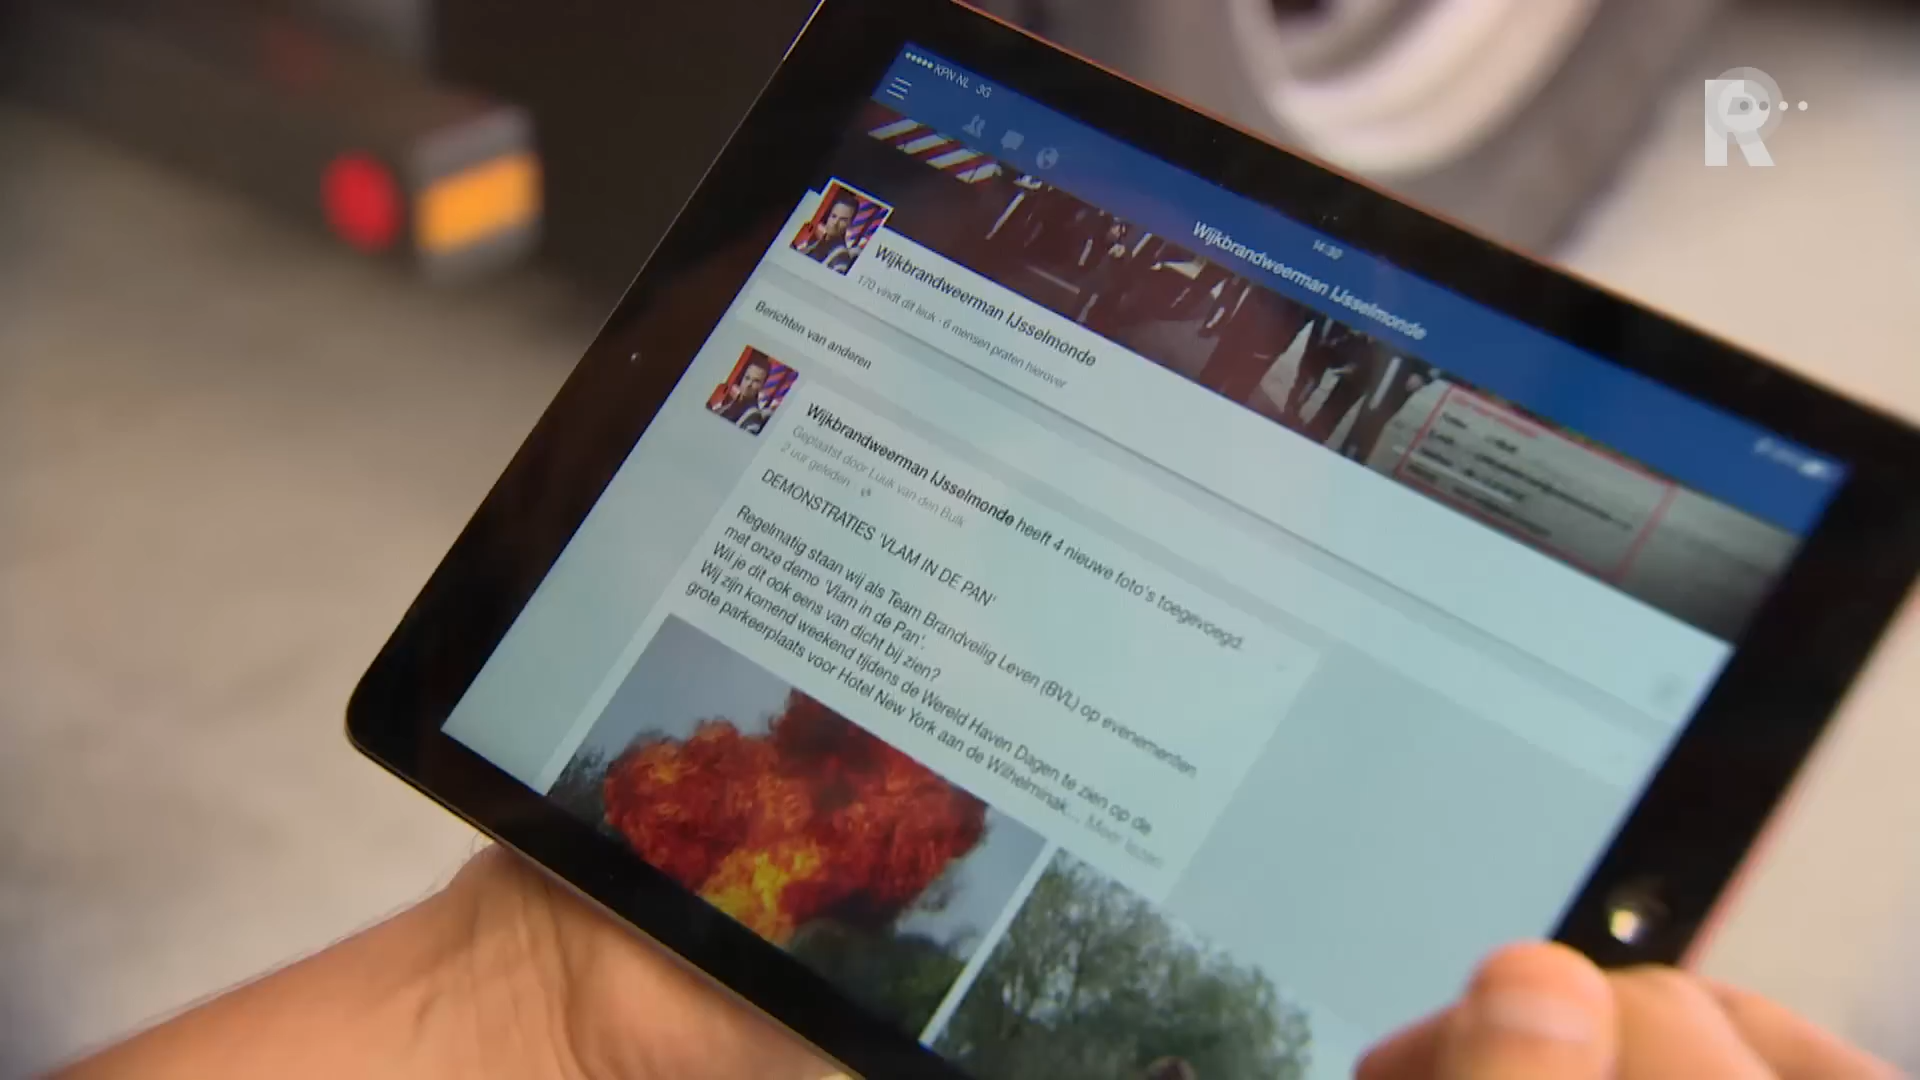 KPN NL 3G
14:30
Wijkbrandweerman IJsselmonde
Wijkbrandweerman IJsselmonde
170 vindt dit leuk · 6 mensen praten hierover
Berichten van anderen
Wijkbrandweerman IJsselmonde heeft 4 nieuwe foto's toegevoegd.
Geplaatst door Luuk van den Bulk
2 uur geleden
DEMONSTRATIES 'VLAM IN DE PAN'
Regelmatig staan wij als Team Brandveilig Leven (BVL) op evenementen
met onze demo 'Vlam in de Pan'.
Wil je dit ook eens van dicht bij zien?
Wij zijn komend weekend tijdens de Wereld Haven Dagen te zien op de
grote parkeerplaats voor Hotel New York aan de Wilhelminak... Meer lezen
R